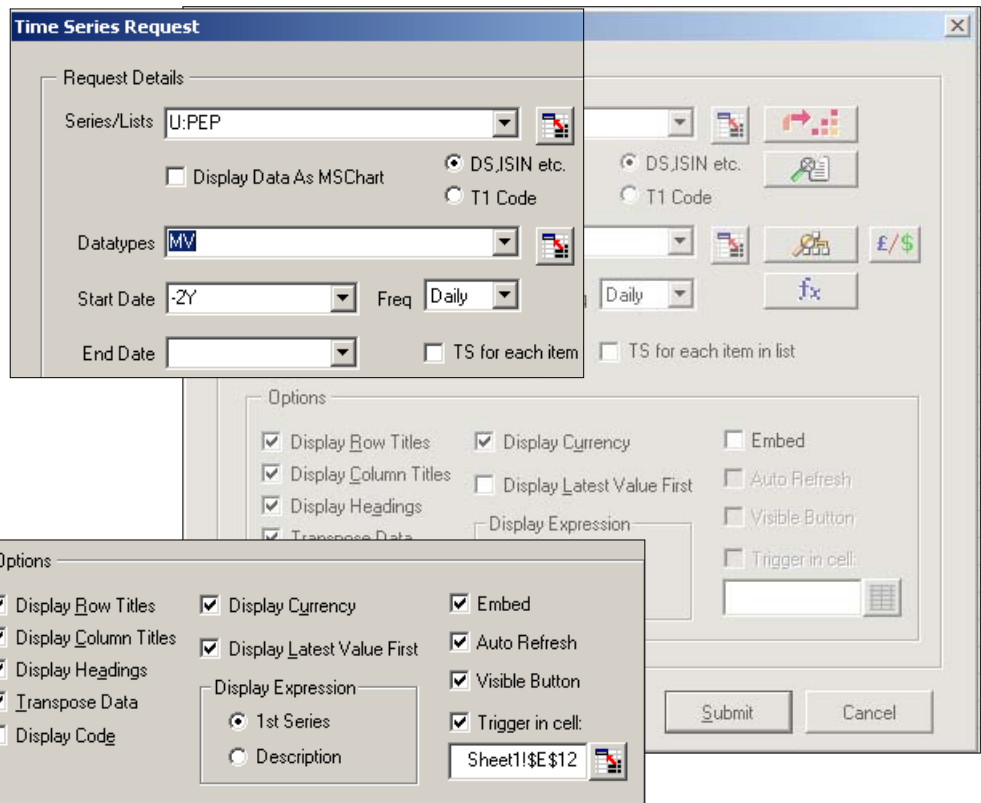 Time Series Request
Request Details
Series/Lists U:PEP
Display Data As MSChart
DS,ISIN etc.
T1 Code
DS,ISIN etc.
T1 Code
Datatypes MV
£/$
Start Date -2Y Freq Daily
Daily
fx
End Date
TS for each item
TS for each item in list
Options
Display Row Titles
Display Column Titles
Display Headings
Transpose Data
Display Currency
Display Latest Value First
Display Expression
Embed
Auto Refresh
Visible Button
Trigger in cell:
Submit
Cancel
Options
Display Row Titles
Display Column Titles
Display Headings
Transpose Data
Display Code
Display Currency
Display Latest Value First
Display Expression
1st Series
Description
Embed
Auto Refresh
Visible Button
Trigger in cell:
Sheet1!$E$12